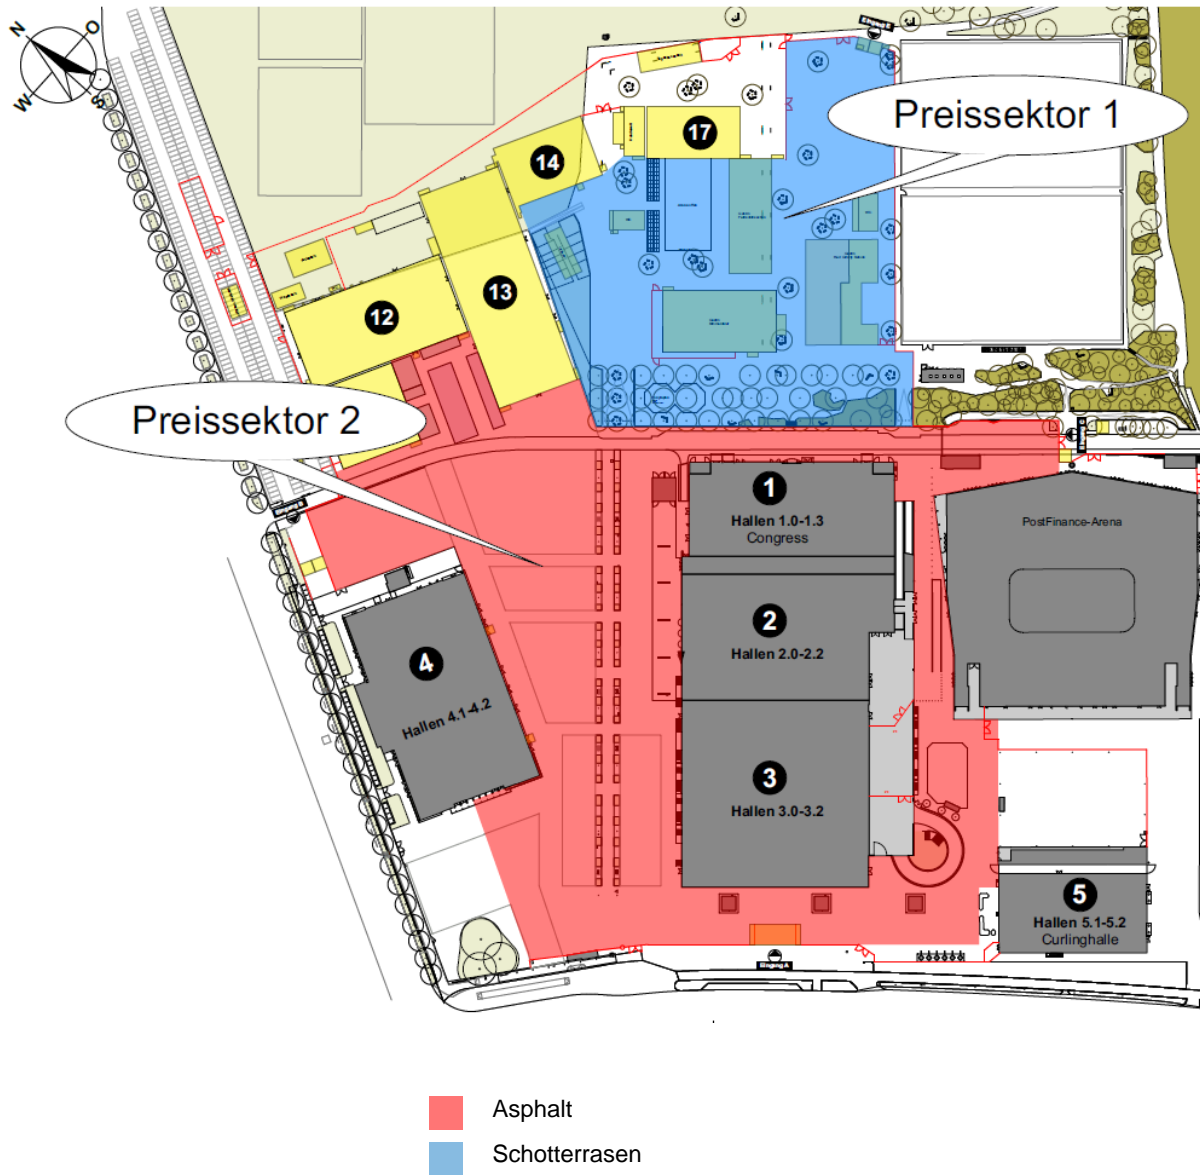 N
O
W
S
Eingang E
Preissektor 1
17
14
13
12
Preissektor 2
1
Hallen 1.0-1.3
Congress
PostFinance-Arena
2
Hallen 2.0-2.2
4
Hallen 4.1-4.2
3
Hallen 3.0-3.2
5
Hallen 5.1-5.2
Curlinghalle
Eingang A
Asphalt
Schotterrasen